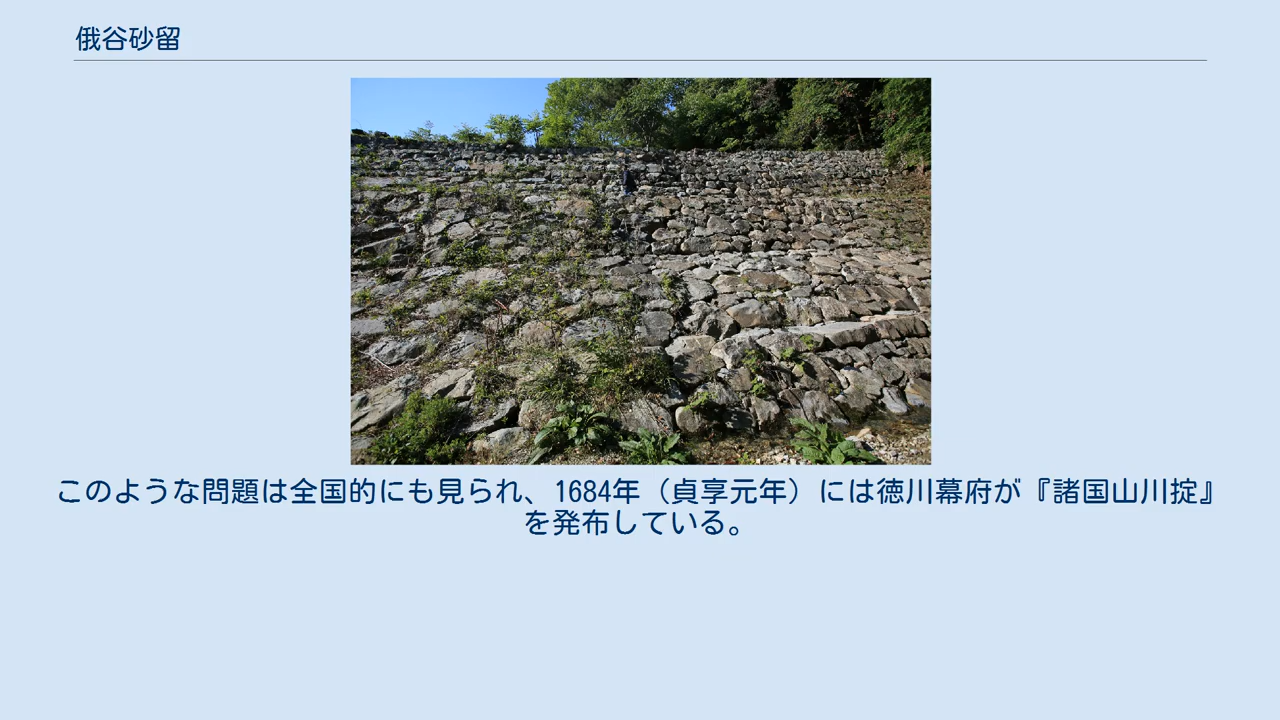 俄谷砂留
このような問題は全国的にも見られ、1684年（貞享元年）には徳川幕府が『諸国山川掟』
を発布している。